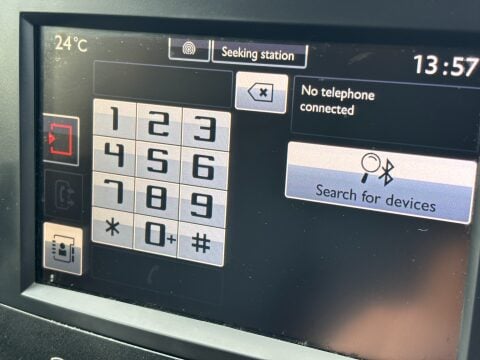 24°C
Seeking station
13:57
No telephone
connected
1 2 3
4 5 6
7 8 9
* 0+ #
Search for devices